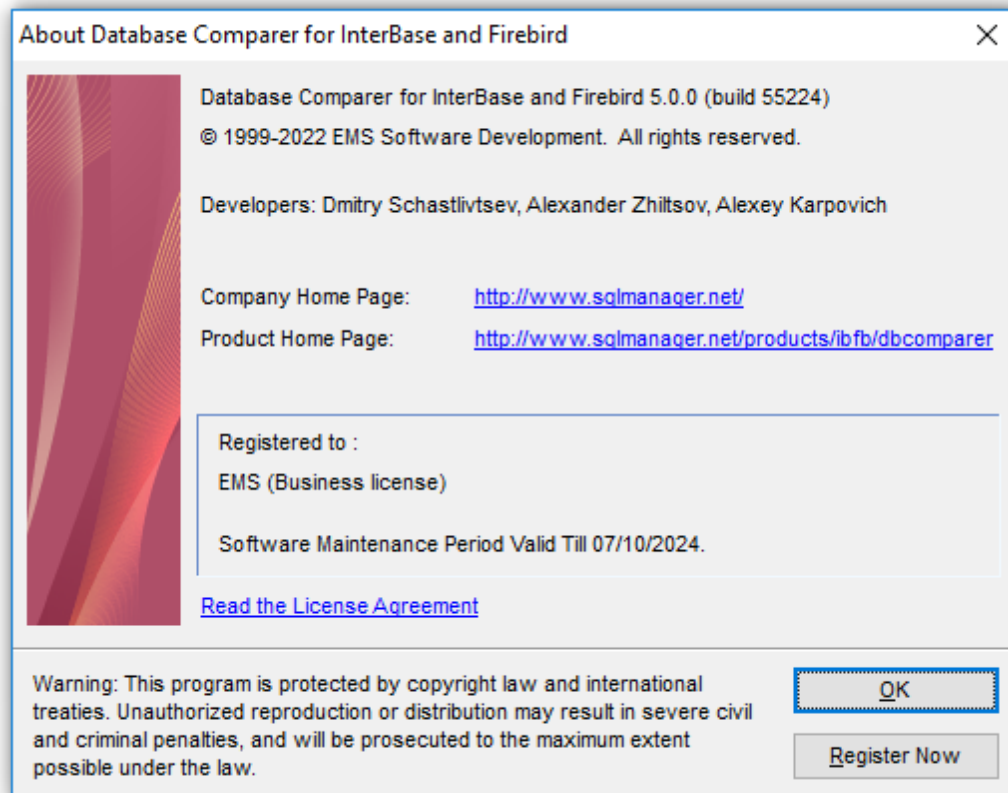 About Database Comparer for InterBase and Firebird
Database Comparer for InterBase and Firebird 5.0.0 (build 55224)
© 1999-2022 EMS Software Development.  All rights reserved.
Developers: Dmitry Schastlivtsev, Alexander Zhiltsov, Alexey Karpovich
Company Home Page: http://www.sqlmanager.net/
Product Home Page: http://www.sqlmanager.net/products/ibfb/dbcomparer
Registered to :
EMS (Business license)
Software Maintenance Period Valid Till 07/10/2024.
Read the License Agreement
Warning: This program is protected by copyright law and international
treaties. Unauthorized reproduction or distribution may result in severe civil
and criminal penalties, and will be prosecuted to the maximum extent
possible under the law.
OK
Register Now